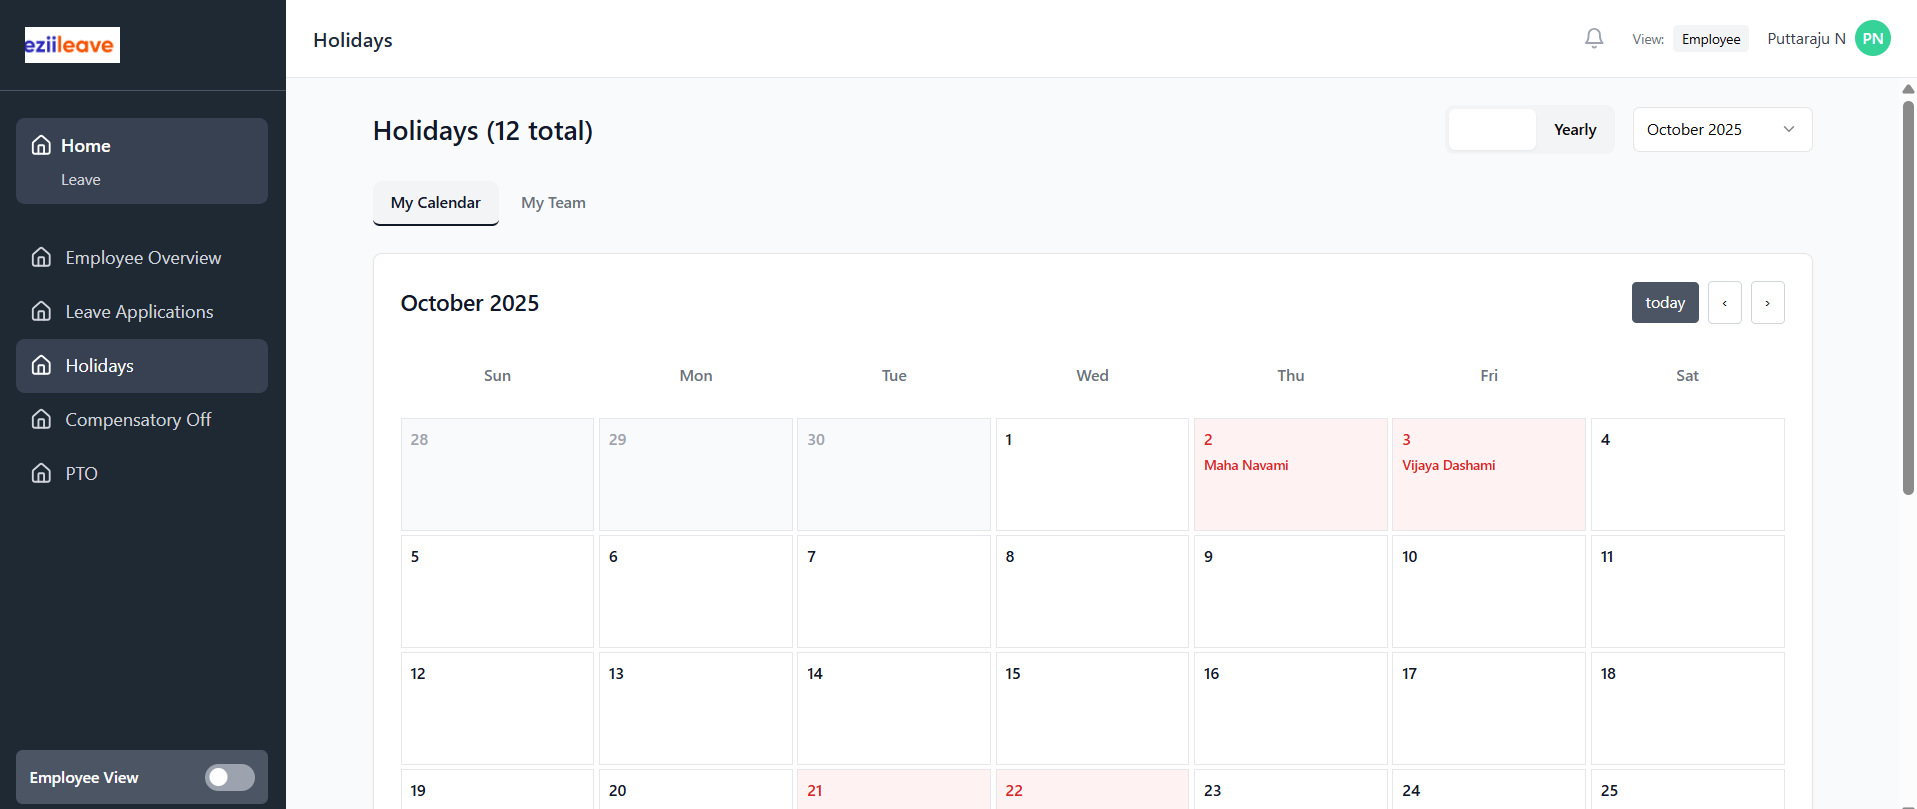 eziileave
Holidays
View: Employee Puttaraju N PN
Home
Leave
Employee Overview
Leave Applications
Holidays
Compensatory Off
PTO
Employee View
Holidays (12 total)
Yearly October 2025
My Calendar My Team
October 2025
today ‹ ›
Sun Mon Tue Wed Thu Fri Sat
28 29 30 1 2 3 4
Maha Navami Vijaya Dashami
5 6 7 8 9 10 11
12 13 14 15 16 17 18
19 20 21 22 23 24 25